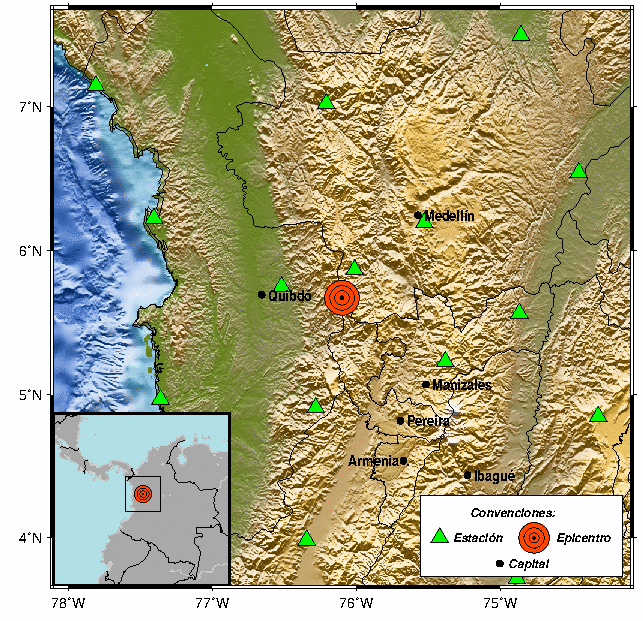 7°N
Medellín
6°N
Quibdo
5°N
Manizales
Pereira
Armenia
Ibagué
4°N
Convenciones:
Estación
Epicentro
Capital
78°W
77°W
76°W
75°W